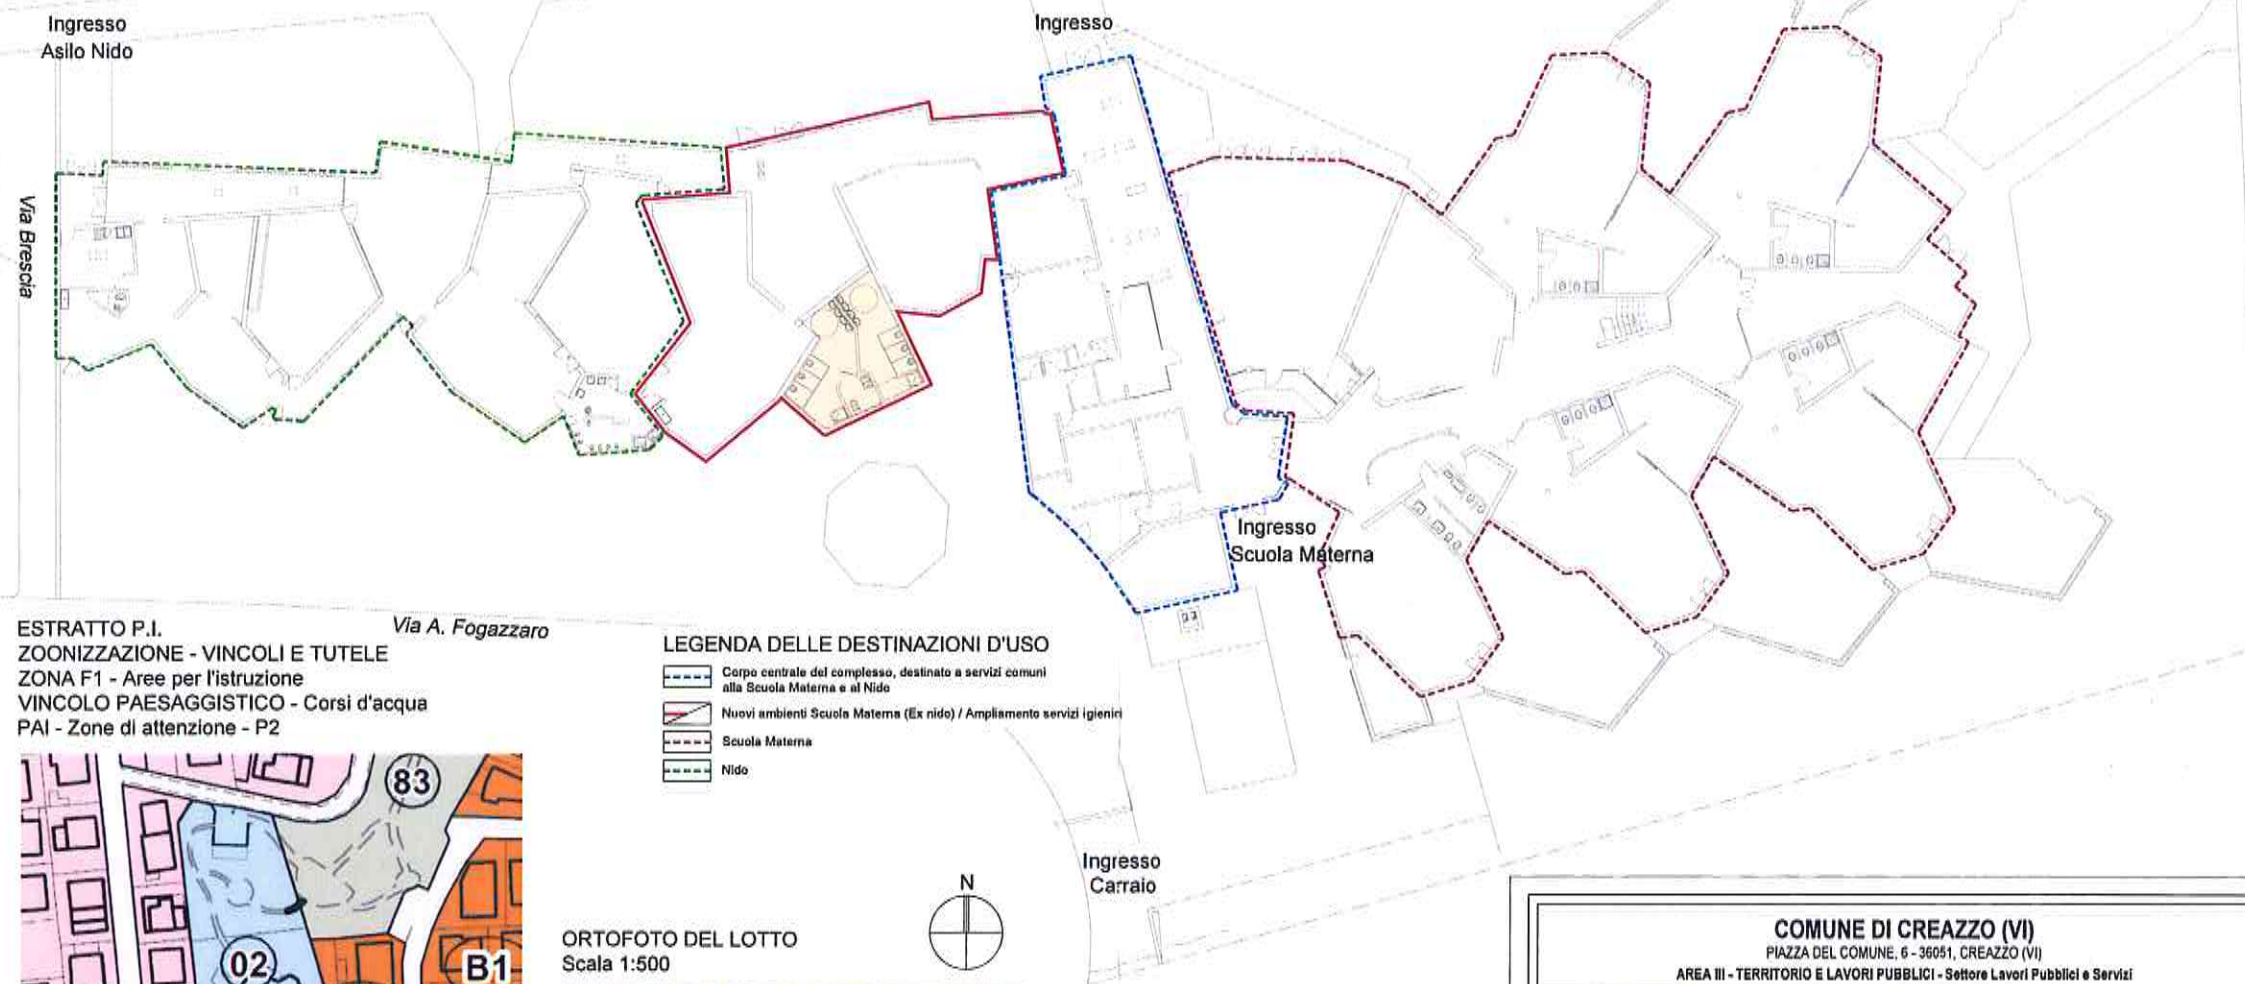 Ingresso
Asilo Nido
Ingresso
Via Brescia
Ingresso
Scuola Materna
Via A. Fogazzaro
ESTRATTO P.I.
ZOONIZZAZIONE - VINCOLI E TUTELE
ZONA F1 - Aree per l'istruzione
VINCOLO PAESAGGISTICO - Corsi d'acqua
PAI - Zone di attenzione - P2
LEGENDA DELLE DESTINAZIONI D'USO
Corpo centrale del complesso, destinato a servizi comuni
alla Scuola Materna e al Nido
Nuovi ambienti Scuola Materna (Ex nido) / Ampliamento servizi igienici
Scuola Materna
Nido
83
02
B1
Ingresso
Carraio
N
ORTOFOTO DEL LOTTO
Scala 1:500
COMUNE DI CREAZZO (VI)
PIAZZA DEL COMUNE, 6 - 36051, CREAZZO (VI)
AREA III - TERRITORIO E LAVORI PUBBLICI - Settore Lavori Pubblici e Servizi